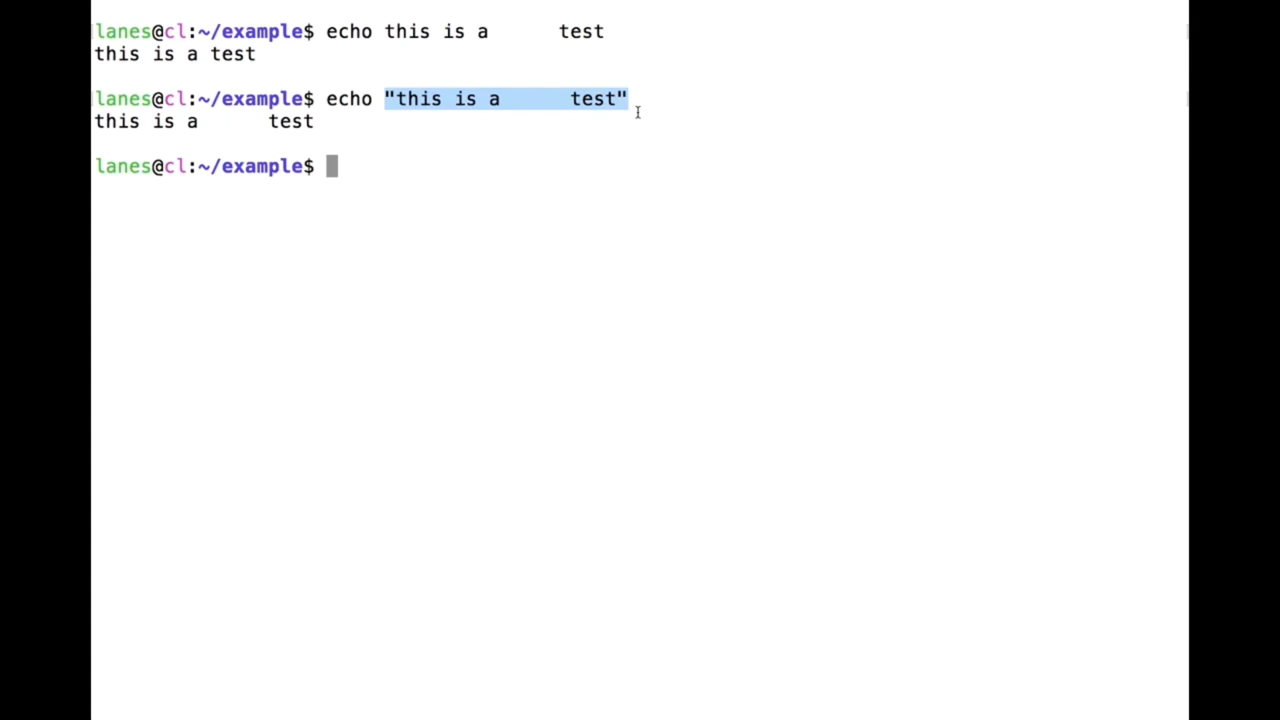 lanes@cl:~/example$ echo this is a      test
this is a test
lanes@cl:~/example$ echo "this is a      test"
this is a      test
lanes@cl:~/example$